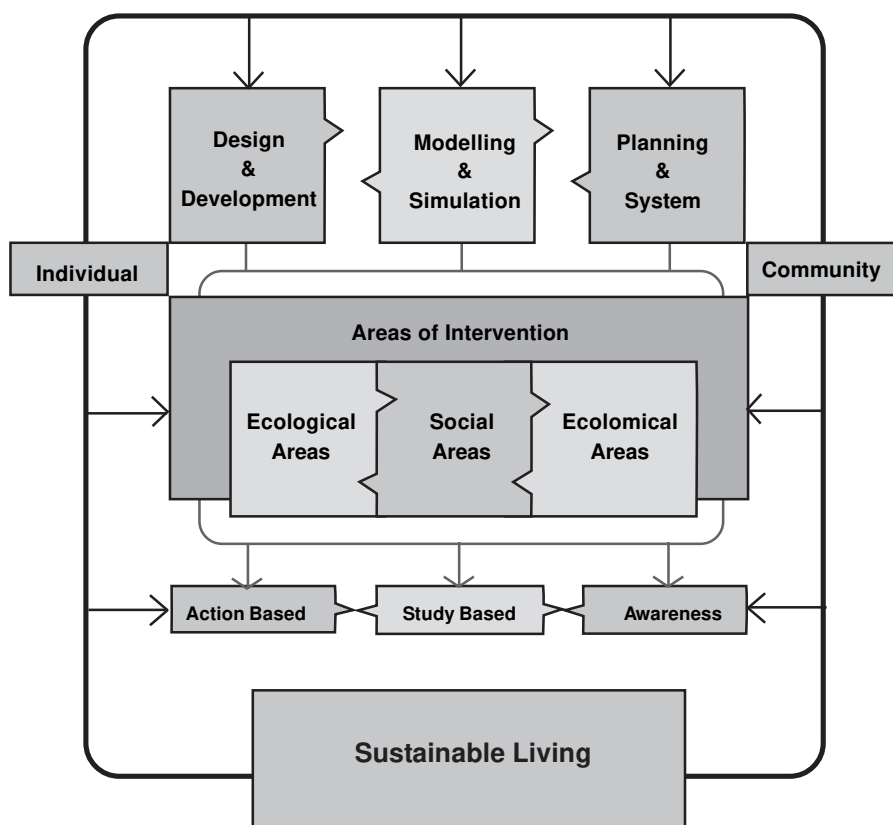 Design
&
Development
Modelling
&
Simulation
Planning
&
System
Individual
Community
Areas of Intervention
Ecological
Areas
Social
Areas
Ecolomical
Areas
Action Based
Study Based
Awareness
Sustainable Living